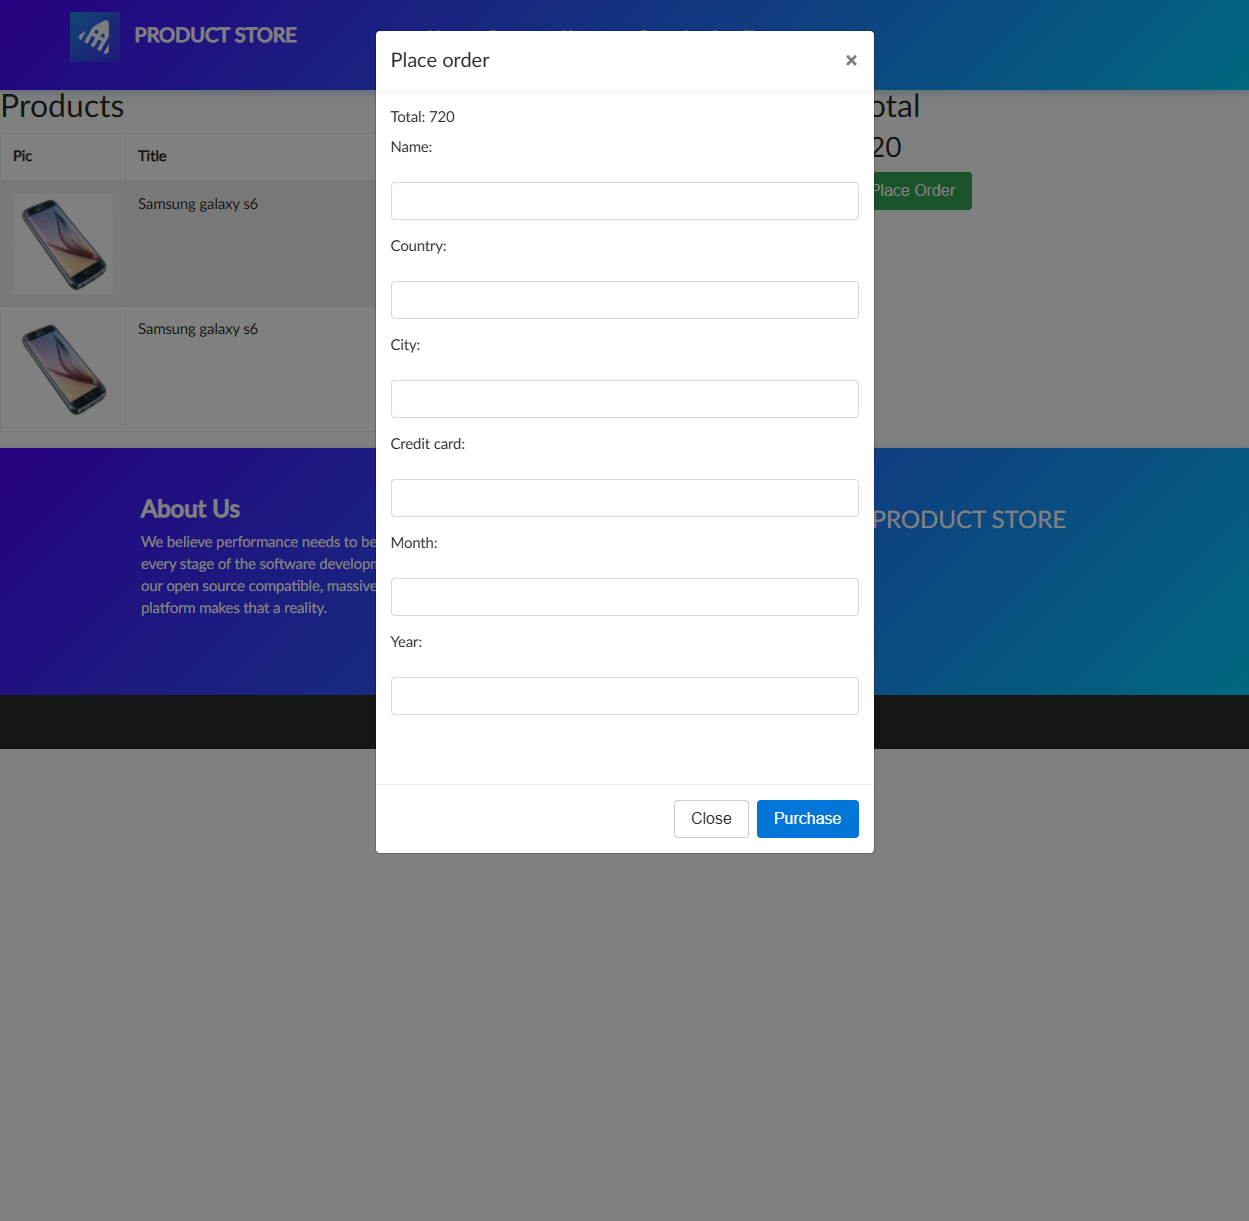 PRODUCT STORE
Place order
×
Products
Pic
Title
Samsung galaxy s6
Samsung galaxy s6
Total: 720
Name:
Country:
City:
Credit card:
Month:
Year:
Close
Purchase
otal
20
Place Order
About Us
We believe performance needs to be
every stage of the software
our open source compatible, massive
platform makes that a reality.
PRODUCT STORE